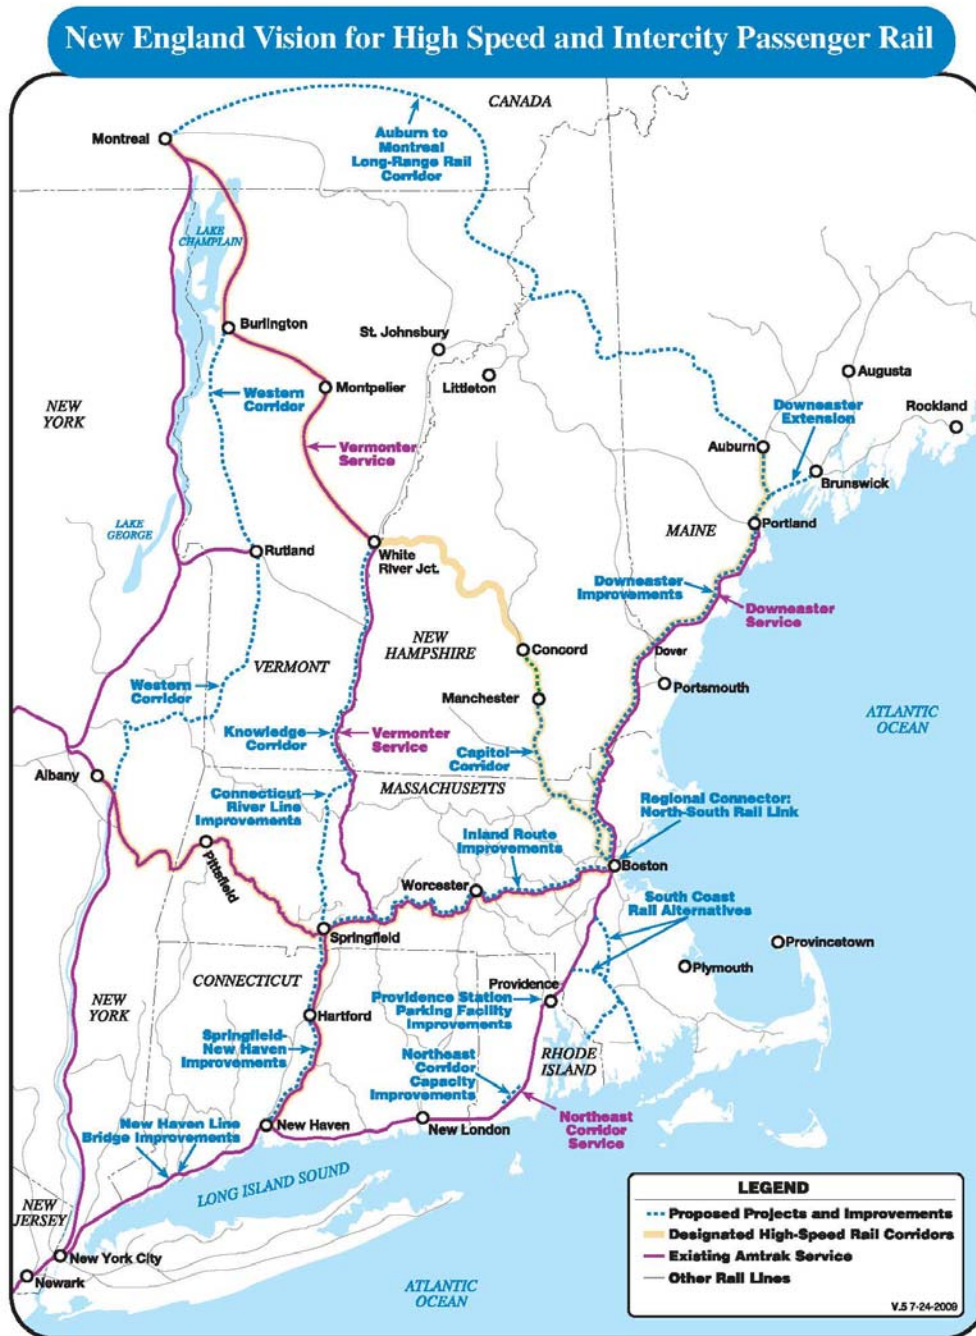 New England Vision for High Speed and Intercity Passenger Rail
CANADA
Montreal
Auburn to
Montreal
Long-Range Rail
Corridor
LAKE
CHAMPLAIN
Burlington
St. Johnsbury
Littleton
Montpelier
Augusta
Western
Corridor
NEW
YORK
Downeaster
Extension
Rockland
Vermonter
Service
Auburn
Brunswick
LAKE
GEORGE
Portland
MAINE
Rutland
White
River Jct.
Downeaster
Improvements
Downeaster
Service
NEW
HAMPSHIRE
Concord
Dover
VERMONT
Western
Corridor
Manchester
Portsmouth
ATLANTIC
OCEAN
Knowledge
Corridor
Vermonter
Service
Capitol
Corridor
Albany
Connecticut
River Line
Improvements
MASSACHUSETTS
Regional Connector:
North-South Rail Link
Inland Route
Improvements
Pittsfield
Boston
Worcester
South Coast
Rail Alternatives
Springfield
Provincetown
Plymouth
CONNECTICUT
Providence
NEW
YORK
Providence Station
Parking Facility
Improvements
Hartford
Springfield-
New Haven
Improvements
Northeast
Corridor
Capacity
Improvements
RHODE
ISLAND
New Haven Line
Bridge Improvements
New Haven
New London
Northeast
Corridor
Service
LONG ISLAND SOUND
NEW
JERSEY
New York City
Newark
ATLANTIC
OCEAN
LEGEND
Proposed Projects and Improvements
Designated High-Speed Rail Corridors
Existing Amtrak Service
Other Rail Lines
V.5 7-24-2009